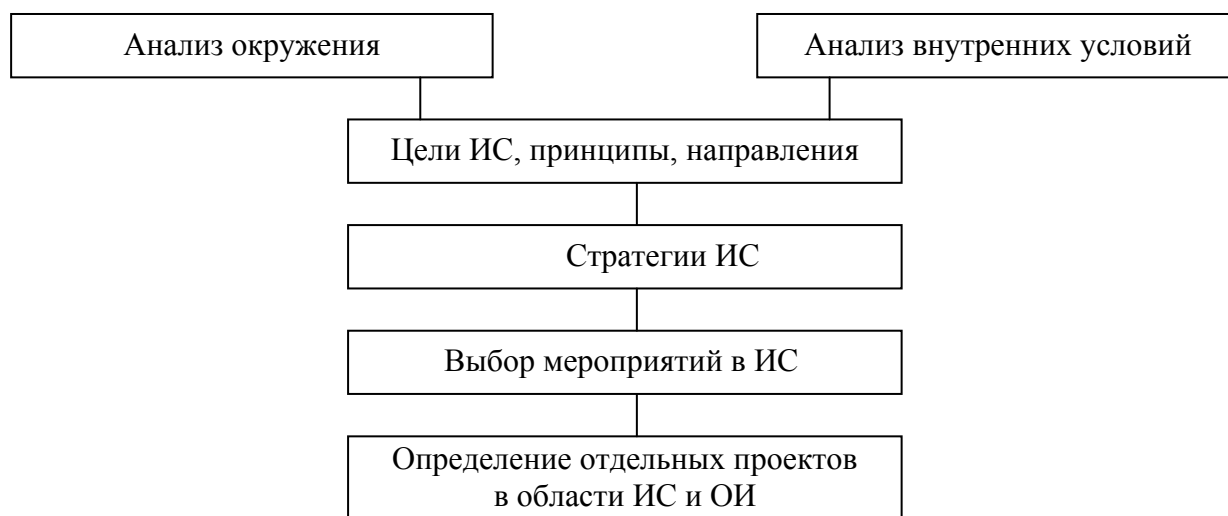 Анализ окружения
Анализ внутренних условий
Цели ИС, принципы, направления
Стратегии ИС
Выбор мероприятий в ИС
Определение отдельных проектов
в области ИС и ОИ